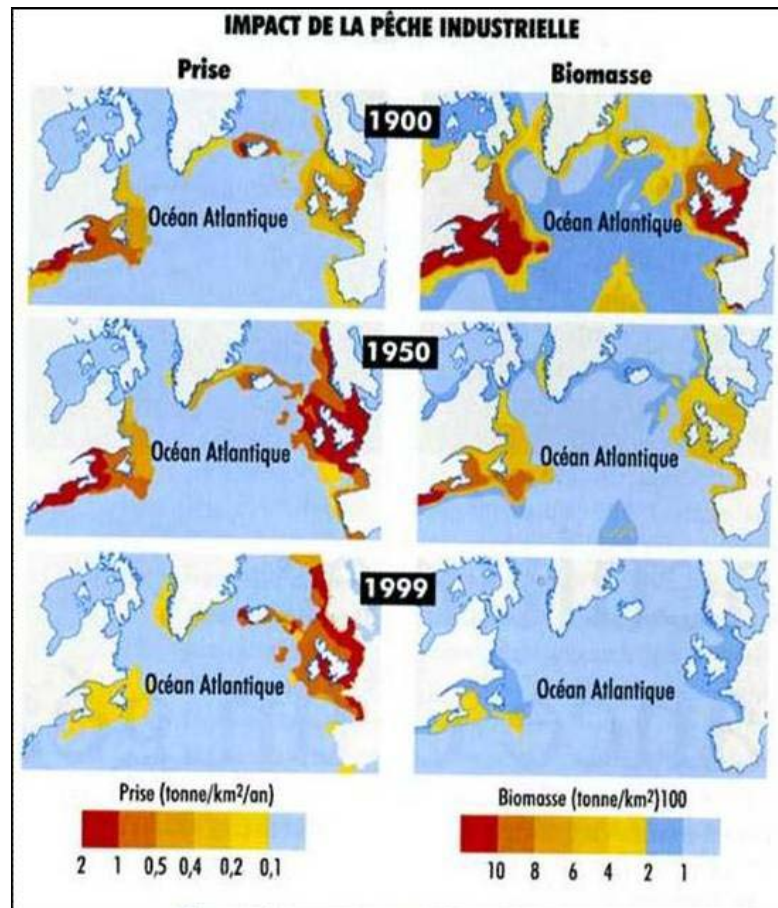 IMPACT DE LA PÊCHE INDUSTRIELLE
Prise
Biomasse
1900
Océan Atlantique
Océan Atlantique
1950
Océan Atlantique
Océan Atlantique
1999
Océan Atlantique
Océan Atlantique
Prise (tonne/km²/an)
2 1 0,5 0,4 0,2 0,1
Biomasse (tonne/km²)100
10 8 6 4 2 1